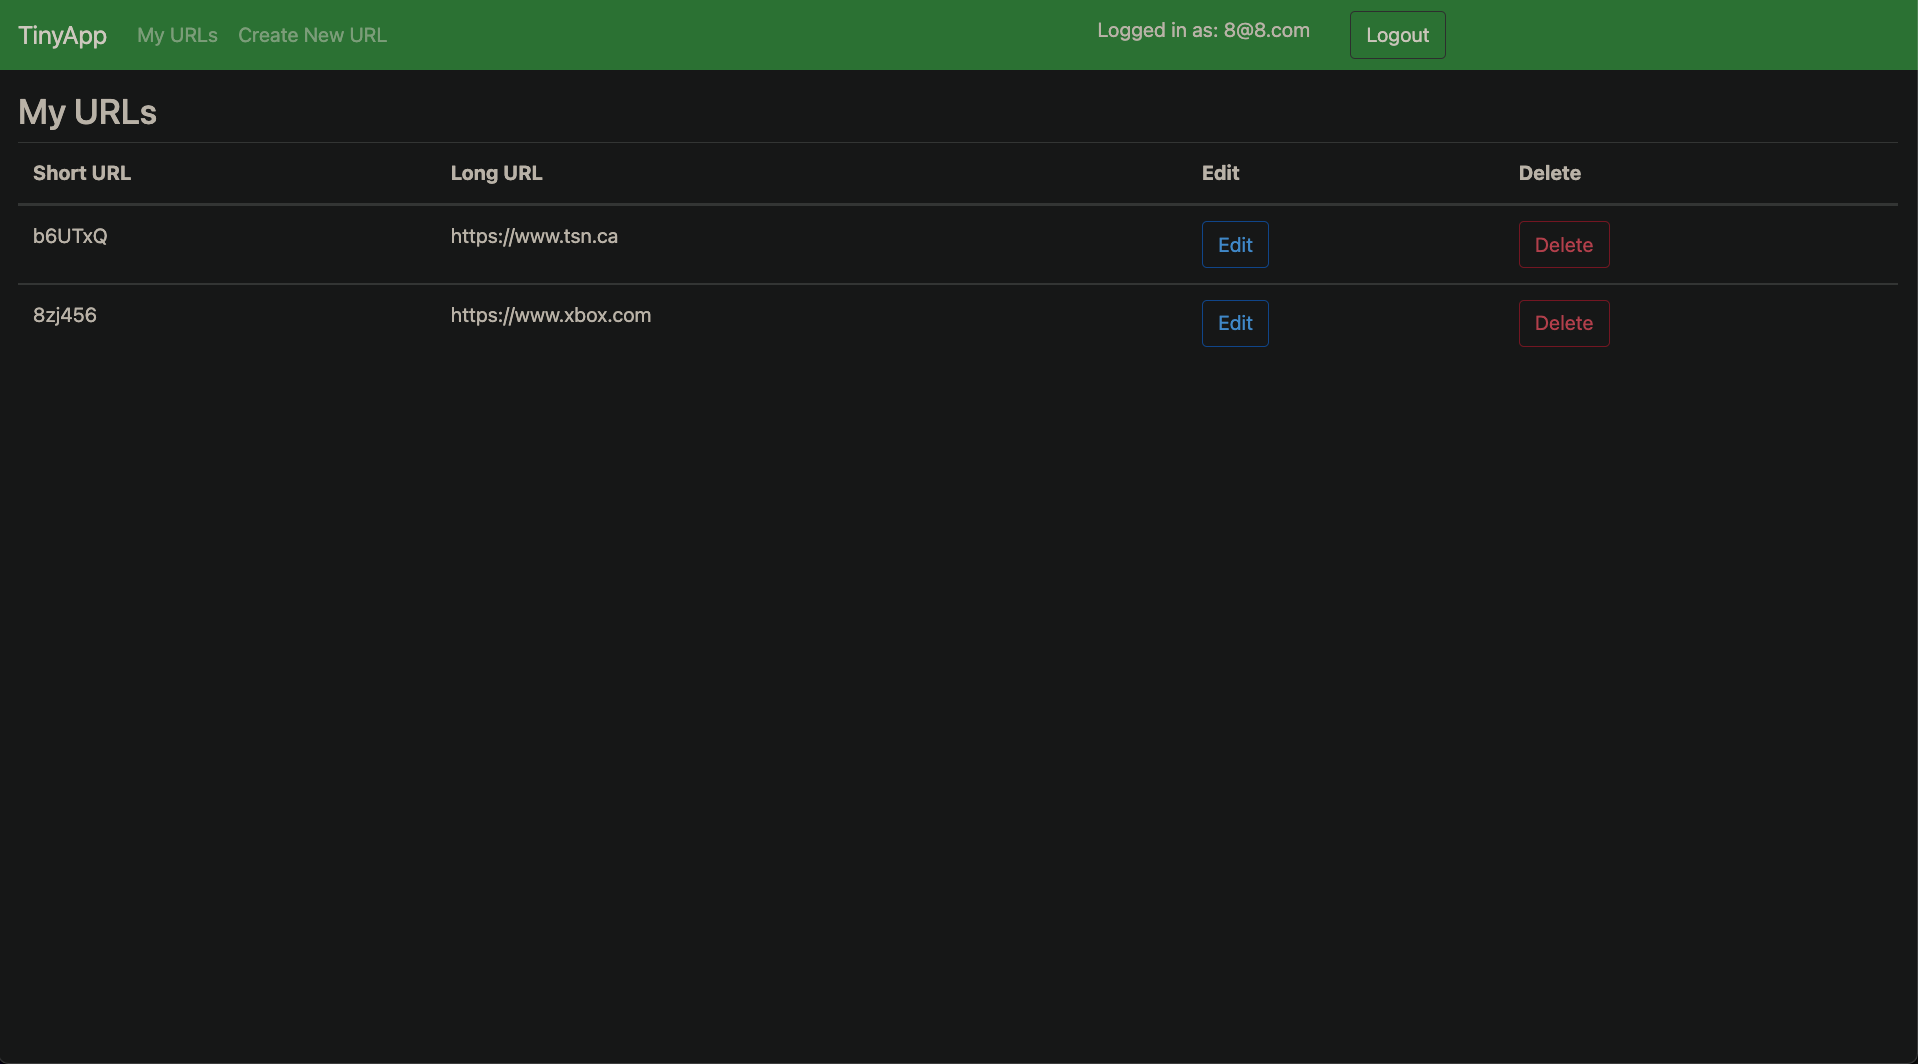 TinyApp My URLs Create New URL Logged in as: 8@8.com Logout
My URLs
Short URL Long URL Edit Delete
b6UTxQ https://www.tsn.ca Edit Delete
8zj456 https://www.xbox.com Edit Delete